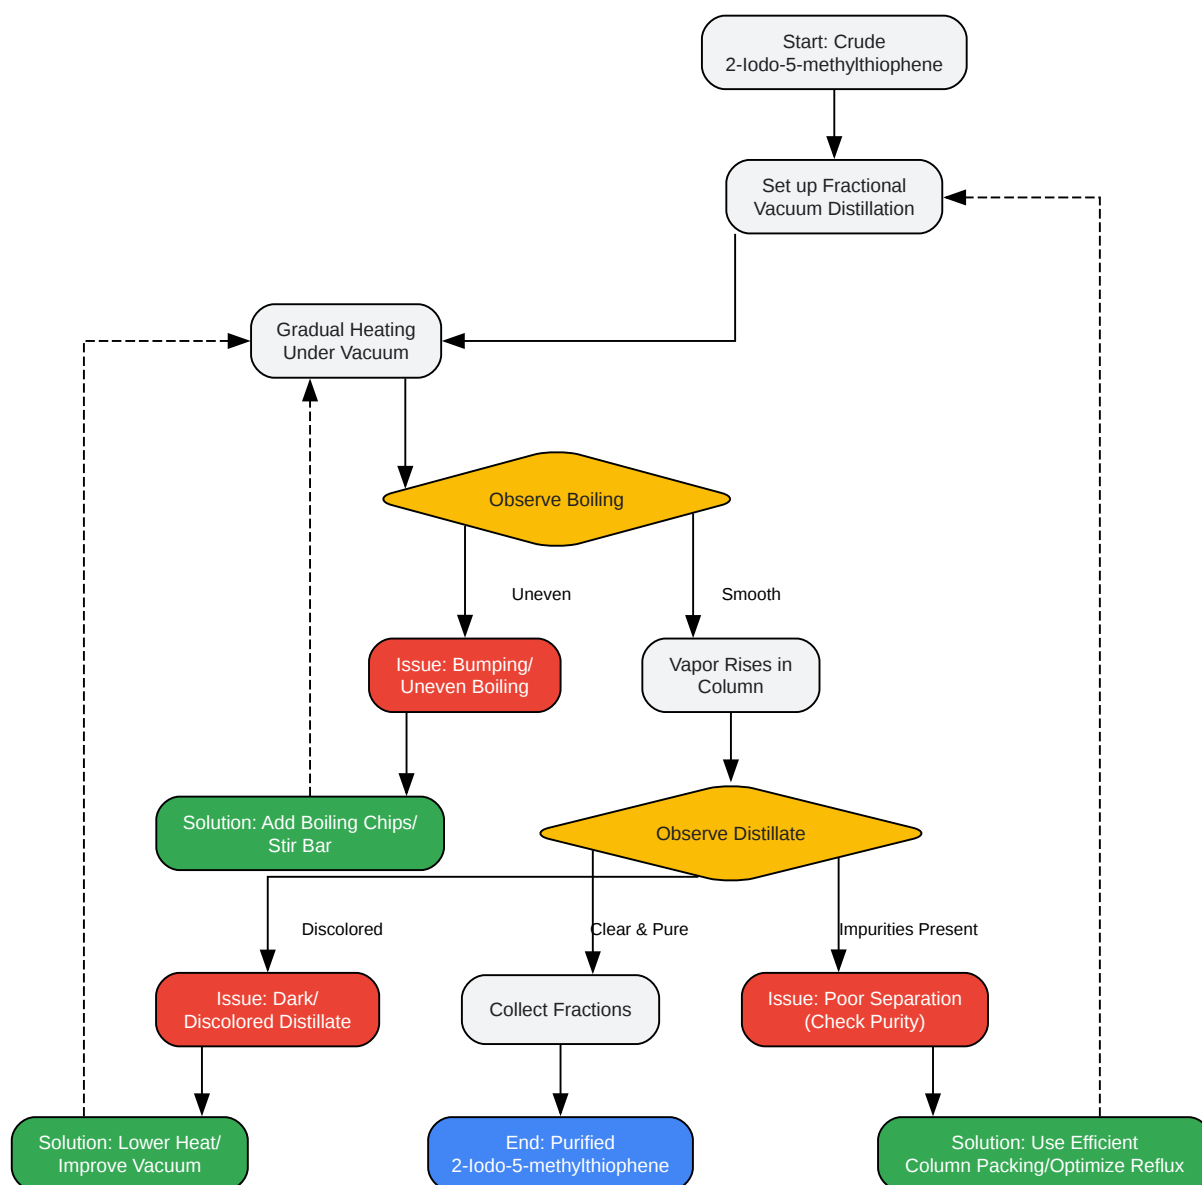 Start: Crude
2-Iodo-5-methylthiophene
Set up Fractional
Vacuum Distillation
Gradual Heating
Under Vacuum
Observe Boiling
Uneven
Smooth
Issue: Bumping/
Uneven Boiling
Vapor Rises in
Column
Solution: Add Boiling Chips/
Stir Bar
Observe Distillate
Discolored
Clear & Pure
Impurities Present
Issue: Dark/
Discolored Distillate
Collect Fractions
Issue: Poor Separation
(Check Purity)
Solution: Lower Heat/
Improve Vacuum
End: Purified
2-Iodo-5-methylthiophene
Solution: Use Efficient
Column Packing/Optimize Reflux